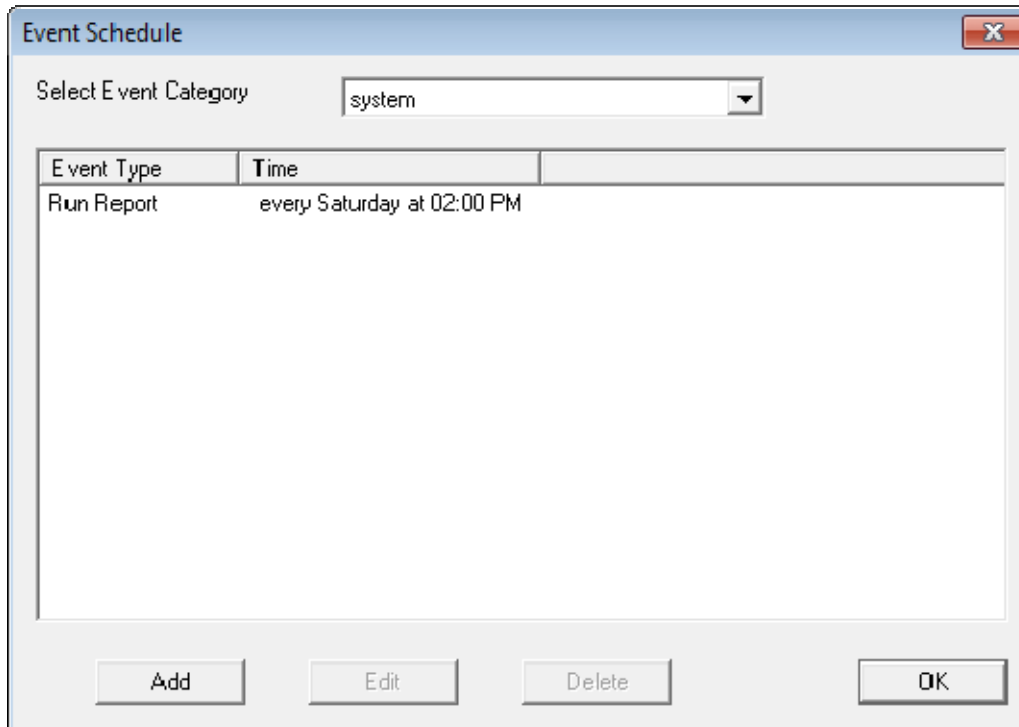 Event Schedule
Select Event Category system
Event Type Time
Run Report every Saturday at 02:00 PM
Add Edit Delete OK